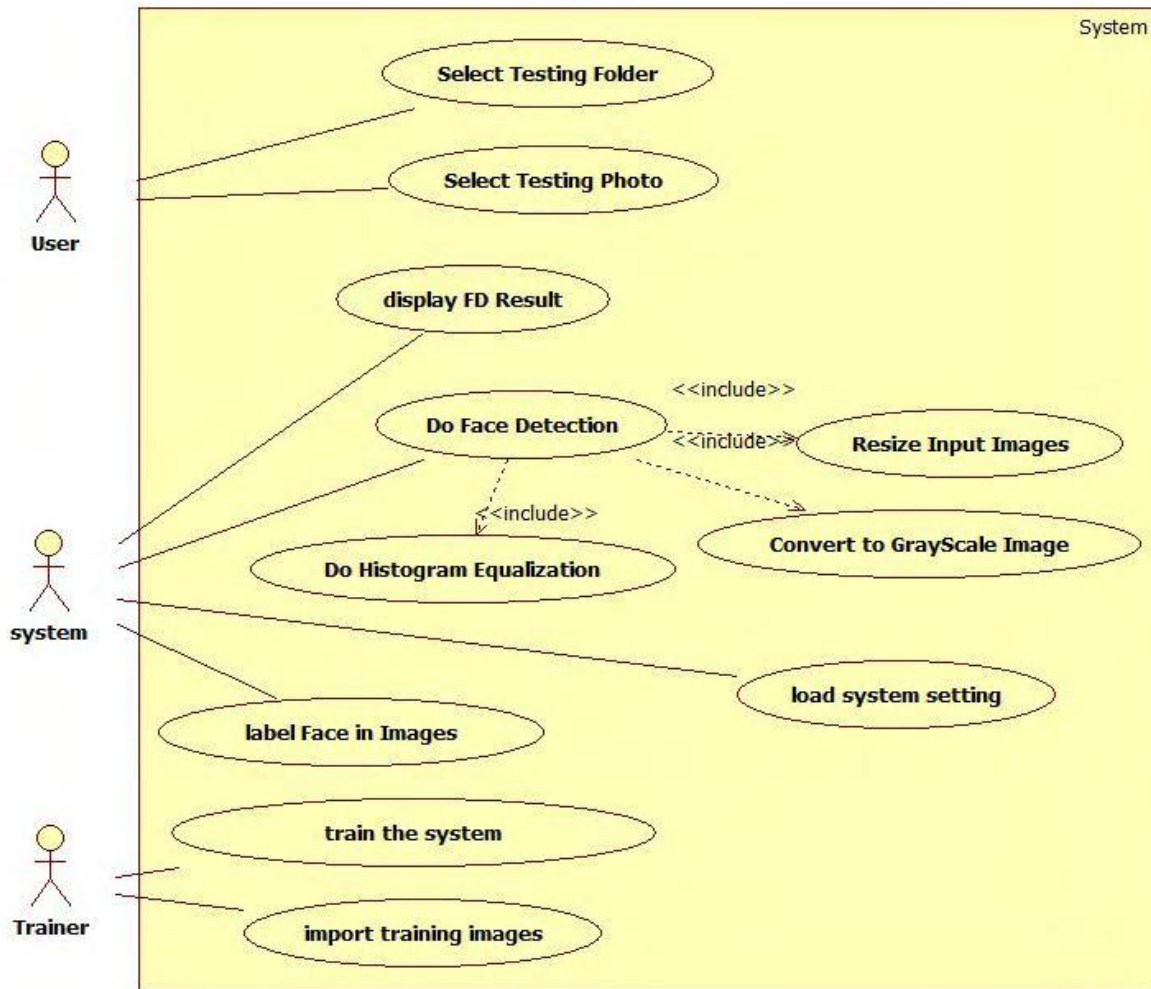 System
Select Testing Folder
Select Testing Photo
User
display FD Result
<<include>>
Do Face Detection
<<include>>
Resize Input Images
<<include>>
Convert to GrayScale Image
Do Histogram Equalization
system
load system setting
label Face in Images
train the system
Trainer
import training images